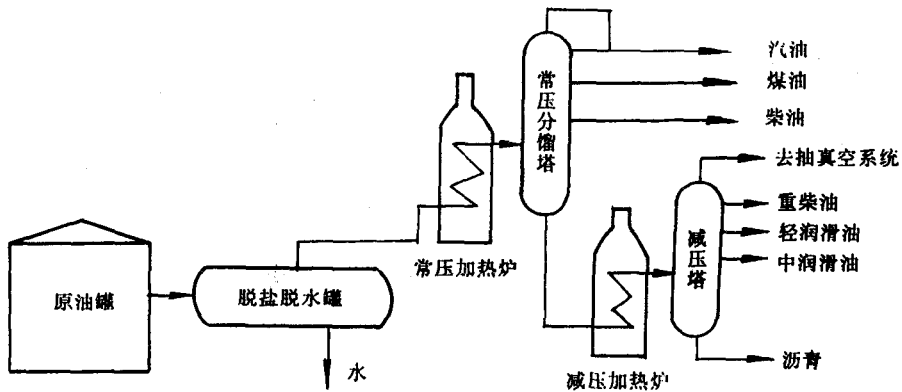 汽油
煤油
柴油
常压分馏塔
去抽真空系统
重柴油
轻润滑油
中润滑油
减压塔
常压加热炉
原油罐
脱盐脱水罐
水
减压加热炉
沥青